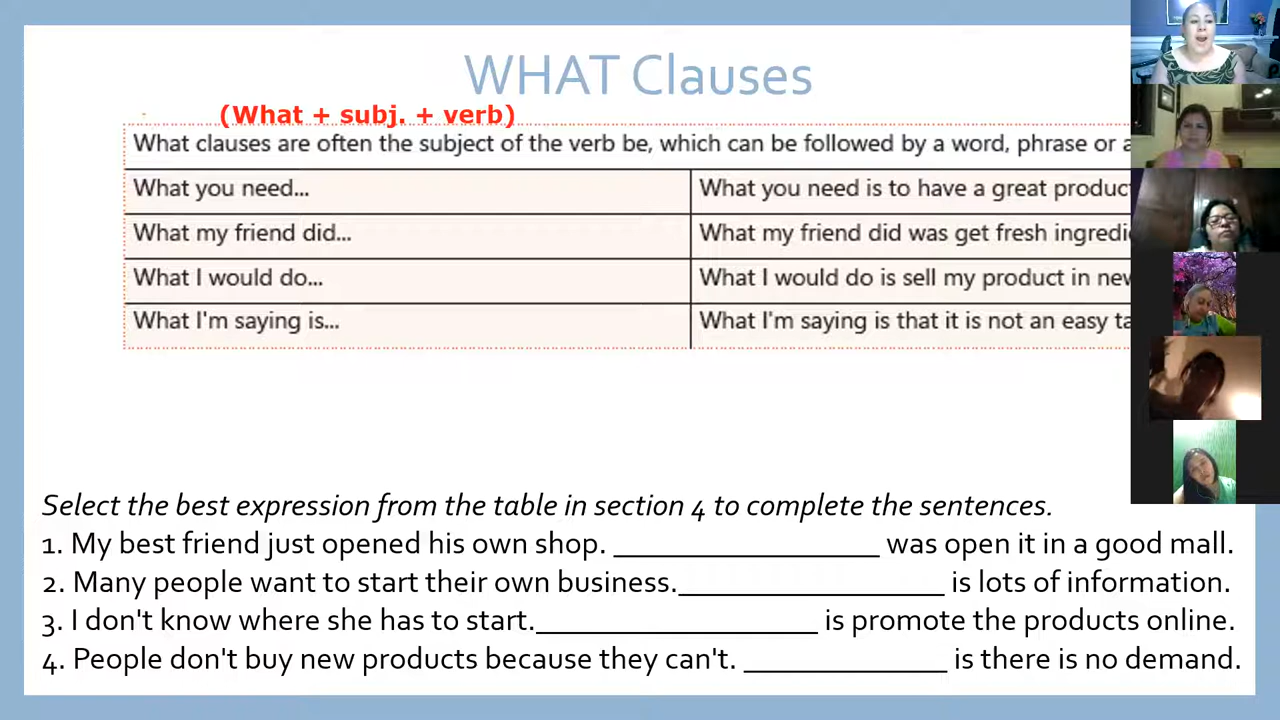 WHAT Clauses
(What + subj. + verb)
What clauses are often the subject of the verb be, which can be followed by a word, phrase or a
What you need... What you need is to have a great produc
What my friend did... What my friend did was get fresh ingredi
What I would do... What I would do is sell my product in new
What I'm saying is... What I'm saying is that it is not an easy ta
Select the best expression from the table in section 4 to complete the sentences.
1. My best friend just opened his own shop. ___________________ was open it in a good mall.
2. Many people want to start their own business.___________________ is lots of information.
3. I don't know where she has to start.____________________ is promote the products online.
4. People don't buy new products because they can't. ______________ is there is no demand.